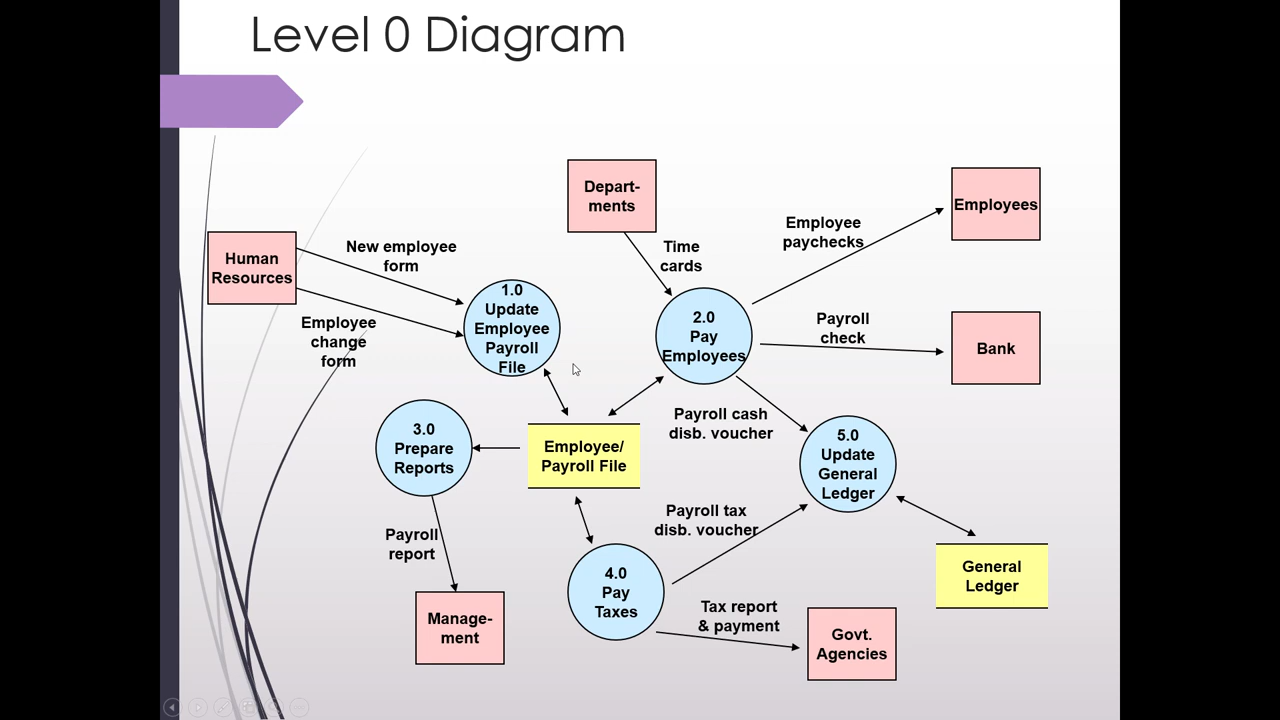 Level 0 Diagram
Depart-
ments
Employees
Employee
paychecks
Human
Resources
New employee
form
Time
cards
Employee
change
form
1.0
Update
Employee
Payroll
File
2.0
Pay
Employees
Payroll
check
Bank
3.0
Prepare
Reports
Employee/
Payroll File
Payroll cash
disb. voucher
5.0
Update
General
Ledger
Payroll
report
Payroll tax
disb. voucher
General
Ledger
4.0
Pay
Taxes
Manage-
ment
Tax report
& payment
Govt.
Agencies